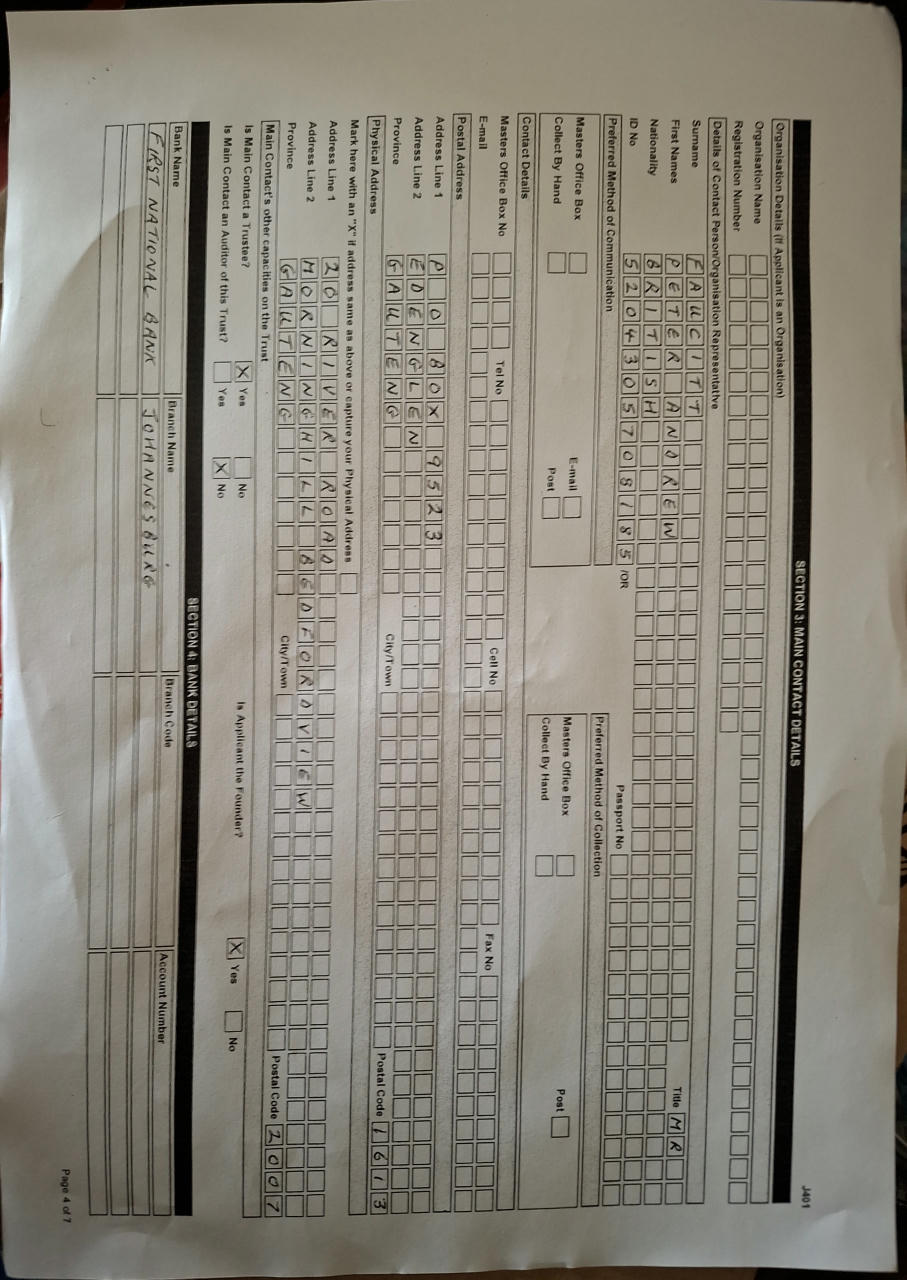 J401
SECTION 3: MAIN CONTACT DETAILS
Organisation Details (If Applicant is an Organisation)
Organisation Name
Registration Number
Details of Contact Person/Organisation Representative
Surname FAUCITT Title MR
First Names PETER ANDREW
Nationality BRITISH
ID No 5204305708185 /OR Passport No
Preferred Method of Communication Preferred Method of Collection
Masters Office Box E-mail Masters Office Box Post
Collect By Hand Post Collect By Hand
Contact Details
Masters Office Box No Tel No Cell No Fax No
E-mail
Postal Address
Address Line 1 P O BOX 9523
Address Line 2 EDENGLEN
Province GAUTENG City/Town Postal Code 1613
Physical Address
Mark here with an "X" if address same as above or capture your Physical Address
Address Line 1 20 RIVER ROAD
Address Line 2 MORNINGHILL BEDFORDVIEW
Province GAUTENG City/Town Postal Code 2007
Main Contact's other capacities on the Trust
Is Main Contact a Trustee? X Yes No Is Applicant the Founder? X Yes No
Is Main Contact an Auditor of this Trust? Yes X No
SECTION 4: BANK DETAILS
Bank Name Branch Name Branch Code Account Number
FIRST NATIONAL BANK JOHANNESBURG
Page 4 of 7